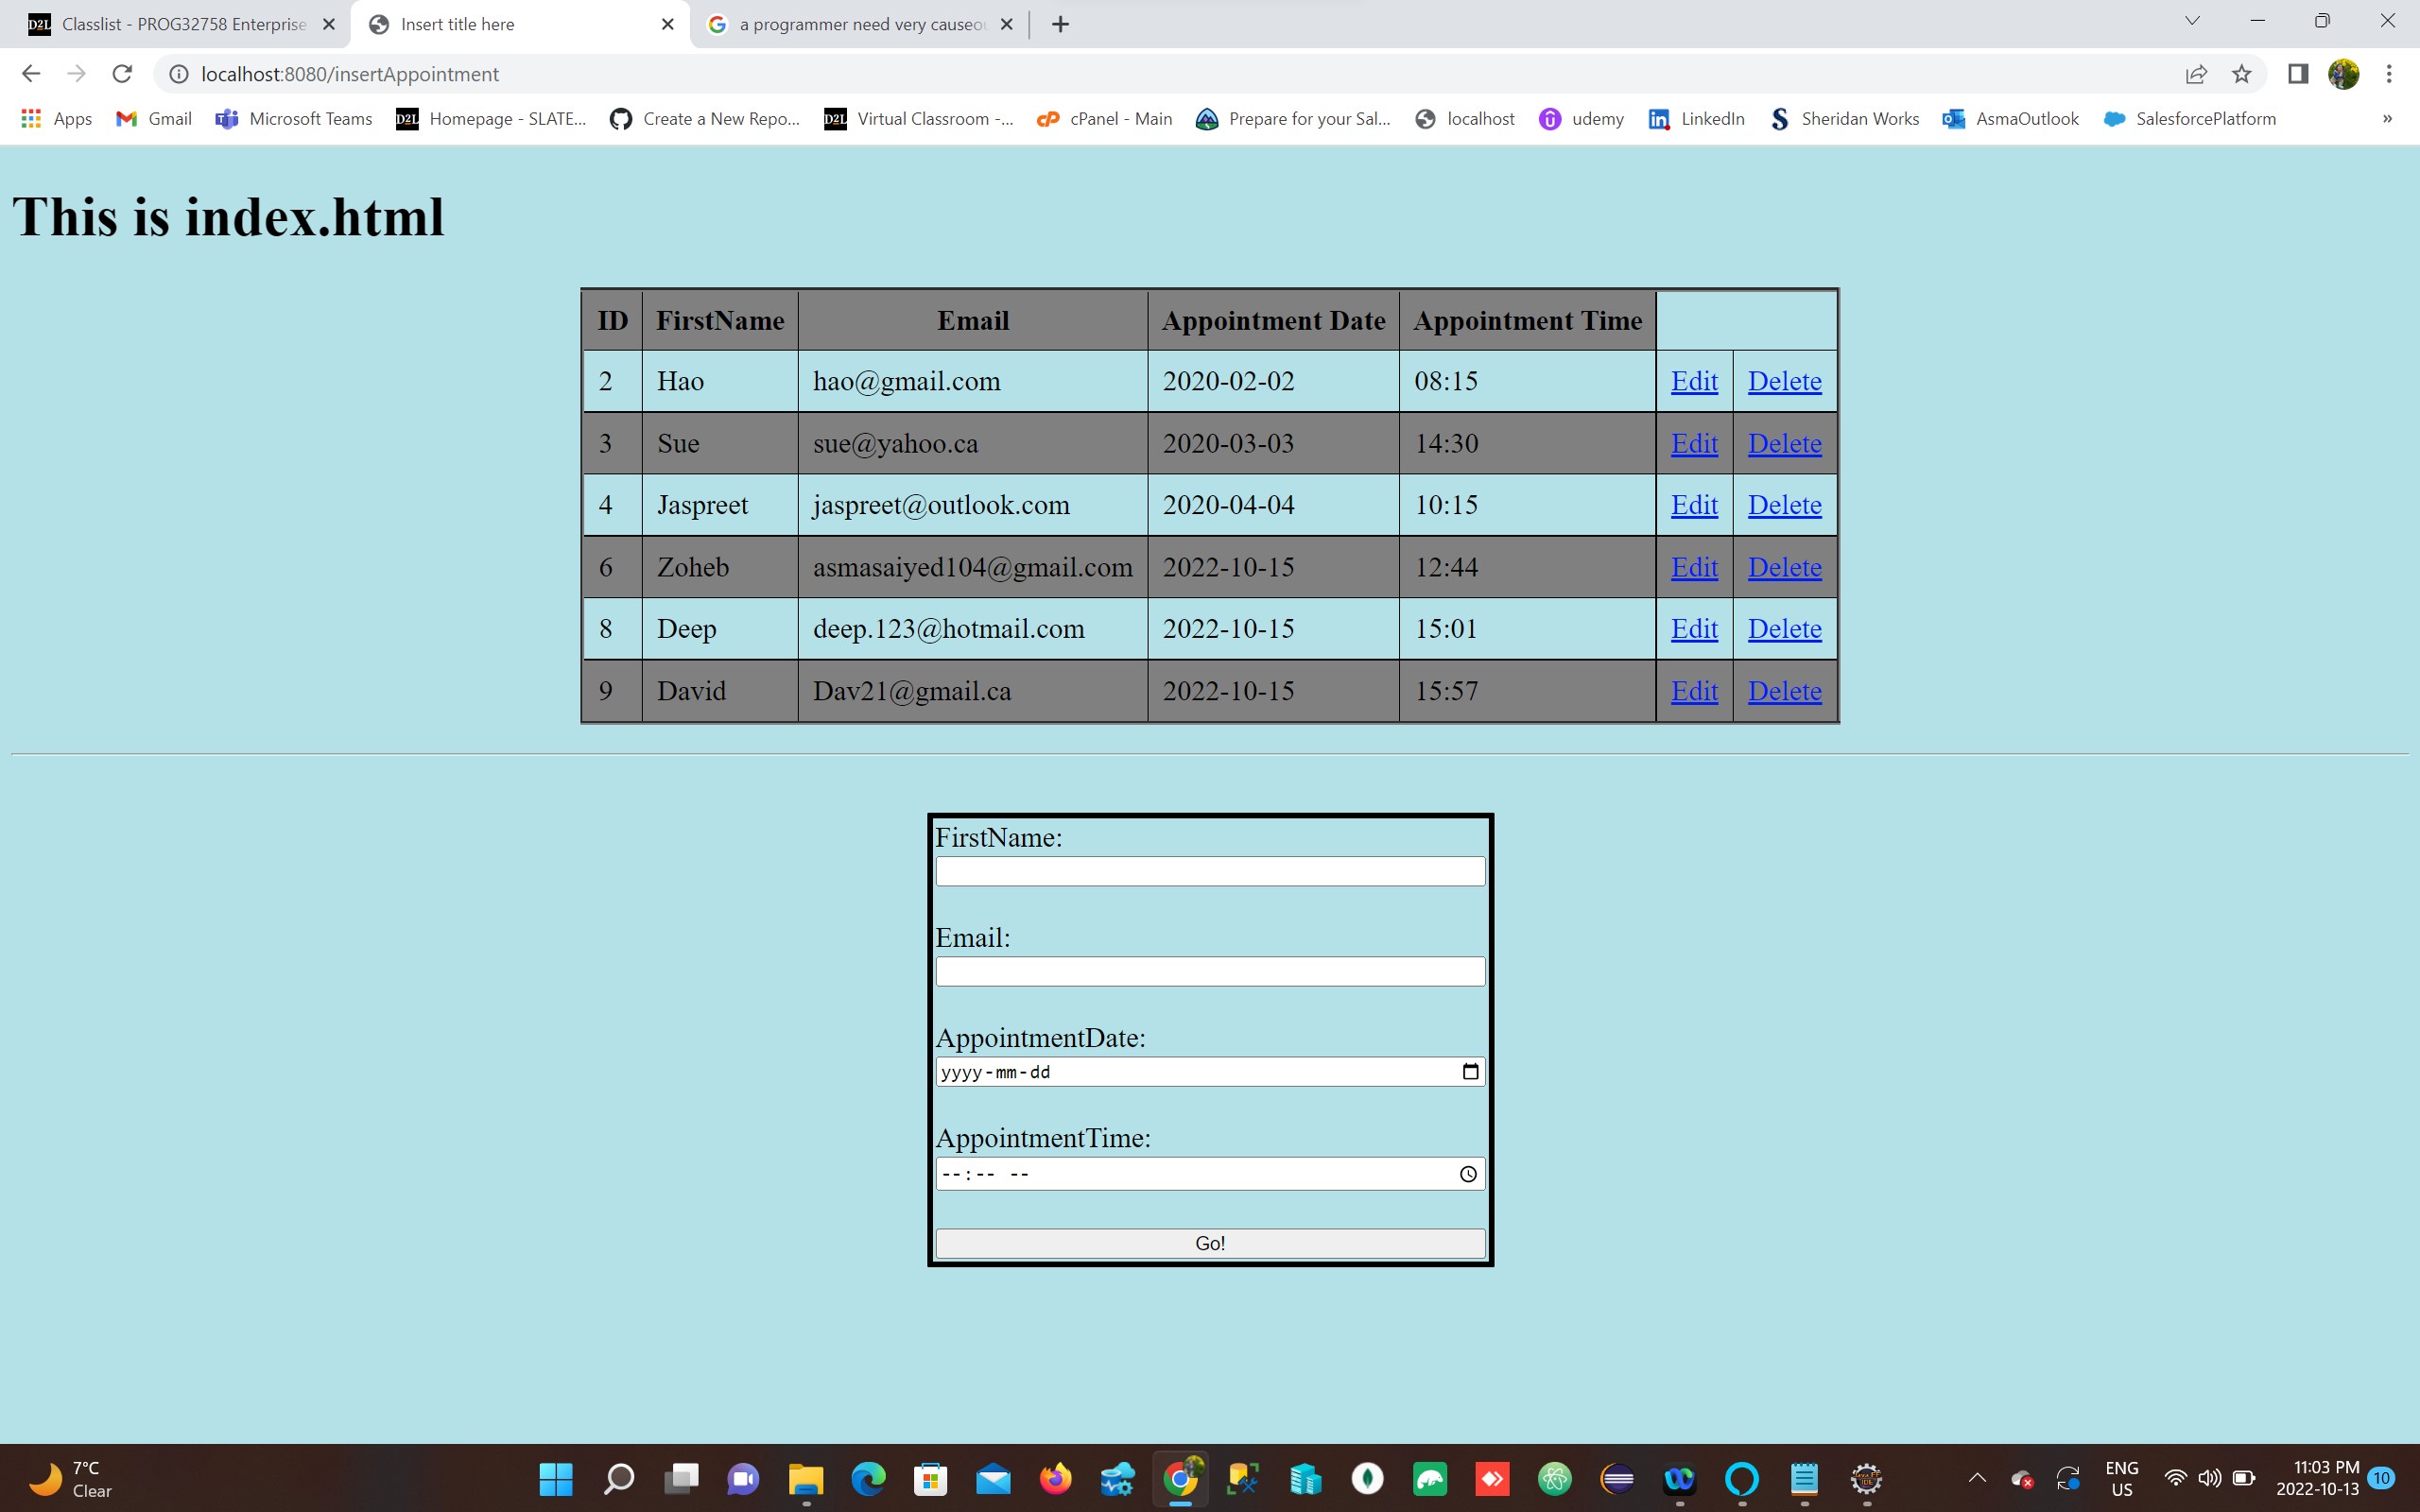 Classlist - PROG32758 Enterprise
Insert title here
a programmer need very causeou
localhost:8080/insertAppointment
Apps
Gmail
Microsoft Teams
D2L Homepage - SLATE...
Create a New Repo...
D2L Virtual Classroom -...
cP cPanel - Main
Prepare for your Sal...
localhost
udemy
in LinkedIn
S Sheridan Works
AsmaOutlook
SalesforcePlatform
»
This is index.html
ID FirstName Email Appointment Date Appointment Time
2 Hao hao@gmail.com 2020-02-02 08:15 Edit Delete
3 Sue sue@yahoo.ca 2020-03-03 14:30 Edit Delete
4 Jaspreet jaspreet@outlook.com 2020-04-04 10:15 Edit Delete
6 Zoheb asmasaiyed104@gmail.com 2022-10-15 12:44 Edit Delete
8 Deep deep.123@hotmail.com 2022-10-15 15:01 Edit Delete
9 David Dav21@gmail.ca 2022-10-15 15:57 Edit Delete
FirstName:
Email:
AppointmentDate:
yyyy-mm-dd
AppointmentTime:
--:-- --
Go!
7°C
Clear
ENG
US
11:03 PM
2022-10-13
10